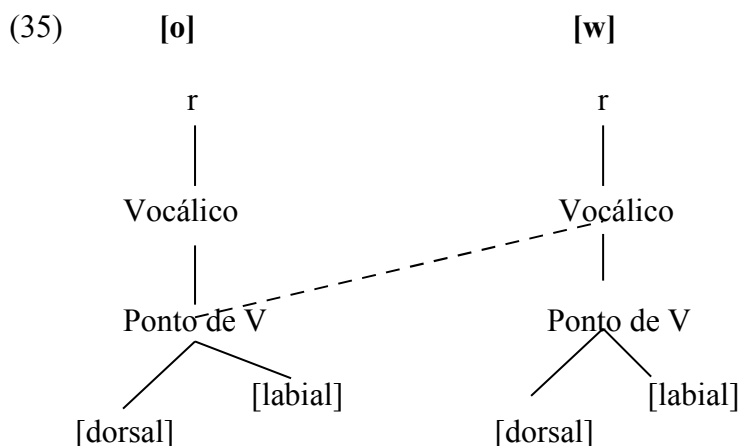 (35) [o] [w]
r r
Vocálico Vocálico
Ponto de V Ponto de V
[labial] [labial]
[dorsal] [dorsal]